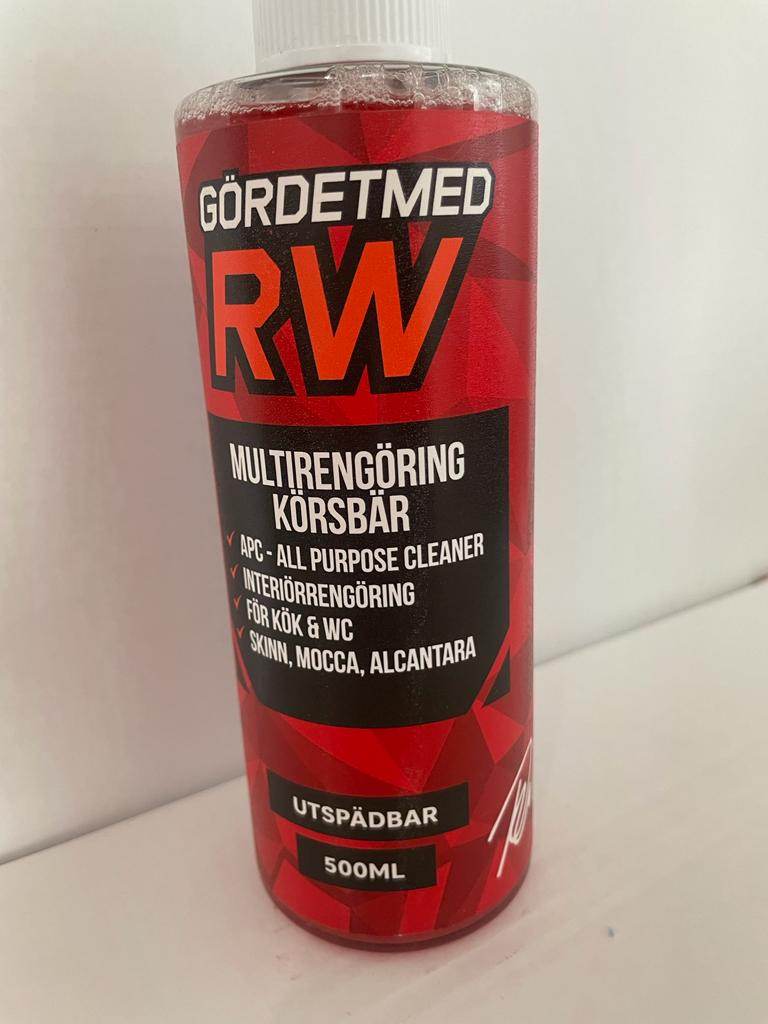 GÖRDETMED
RW
MULTIRENGÖRING
KÖRSBÄR
APC - ALL PURPOSE CLEANER
INTERIÖRRENGÖRING
FÖR KÖK & WC
SKINN, MOCCA, ALCANTARA
UTSPÄDBAR
500ML